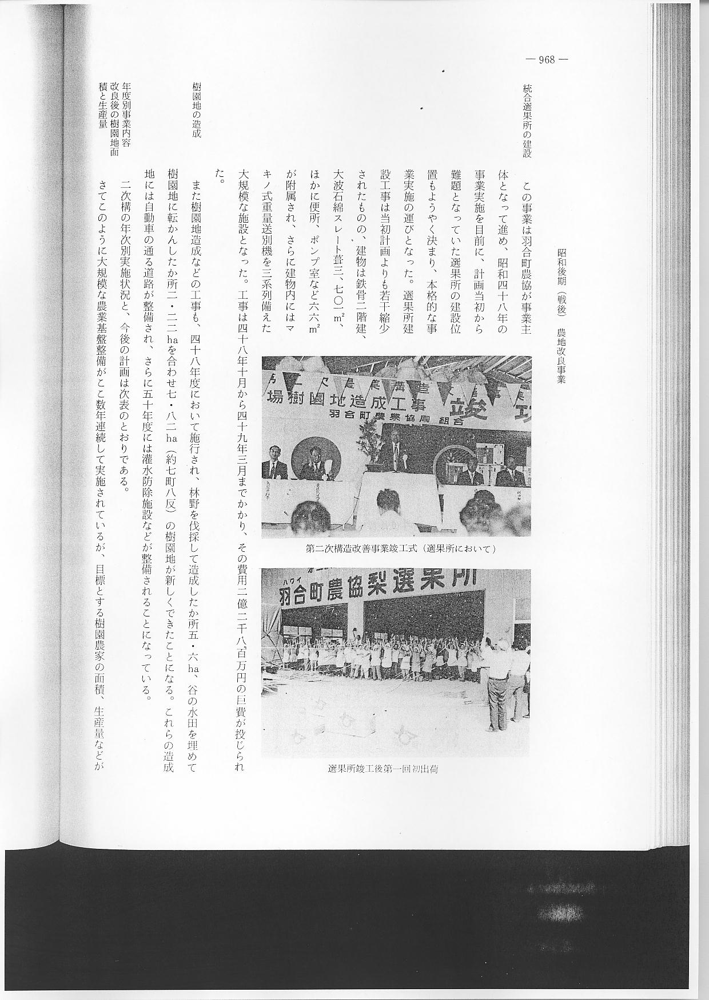 ― 968 ―
昭和後期（戦後）　農地改良事業
統合選果所の建設
この事業は羽合町農協が事業主
体となって進め、昭和四十八年の
事業実施を目前に、計画当初から
難題となっていた選果所の建設位
置もようやく決まり、本格的な事
業実施の運びとなった。選果所建
設工事は当初計画よりも若干縮少
されたものの、建物は鉄骨二階建、
大波石綿スレート葺三、七〇一㎡、
ほかに便所、ポンプ室など六六㎡
が附属され、さらに建物内にはマ
キノ式重量送別機を三系列備えた
大規模な施設となった。工事は四十八年十月から四十九年三月までかかり、その費用二億二千八百万円の巨費が投じられ
た。
第二次農業構造改善事業
場樹園地造成工事
竣工
羽合町農業協同組合
第二次構造改善事業竣工式（選果所において）
ハワイ
羽合町農協梨選果所
選果所竣工後第一回初出荷
樹園地の造成
また樹園地造成などの工事も、四十八年度において施行され、林野を伐採して造成したか所五・六ha、谷の水田を埋めて
樹園地に転かんしたか所二・二二haを合わせ七・八二ha（約七町八反）の樹園地が新しくできたことになる。これらの造成
地には自動車の通る道路が整備され、さらに五十年度には灌水防除施設などが整備されることになっている。
年度別事業内容
改良後の樹園地面
積と生産量
二次構の年次別実施状況と、今後の計画は次表のとおりである。
さてこのように大規模な農業基盤整備がここ数年連続して実施されているが、目標とする樹園農家の面積、生産量などが